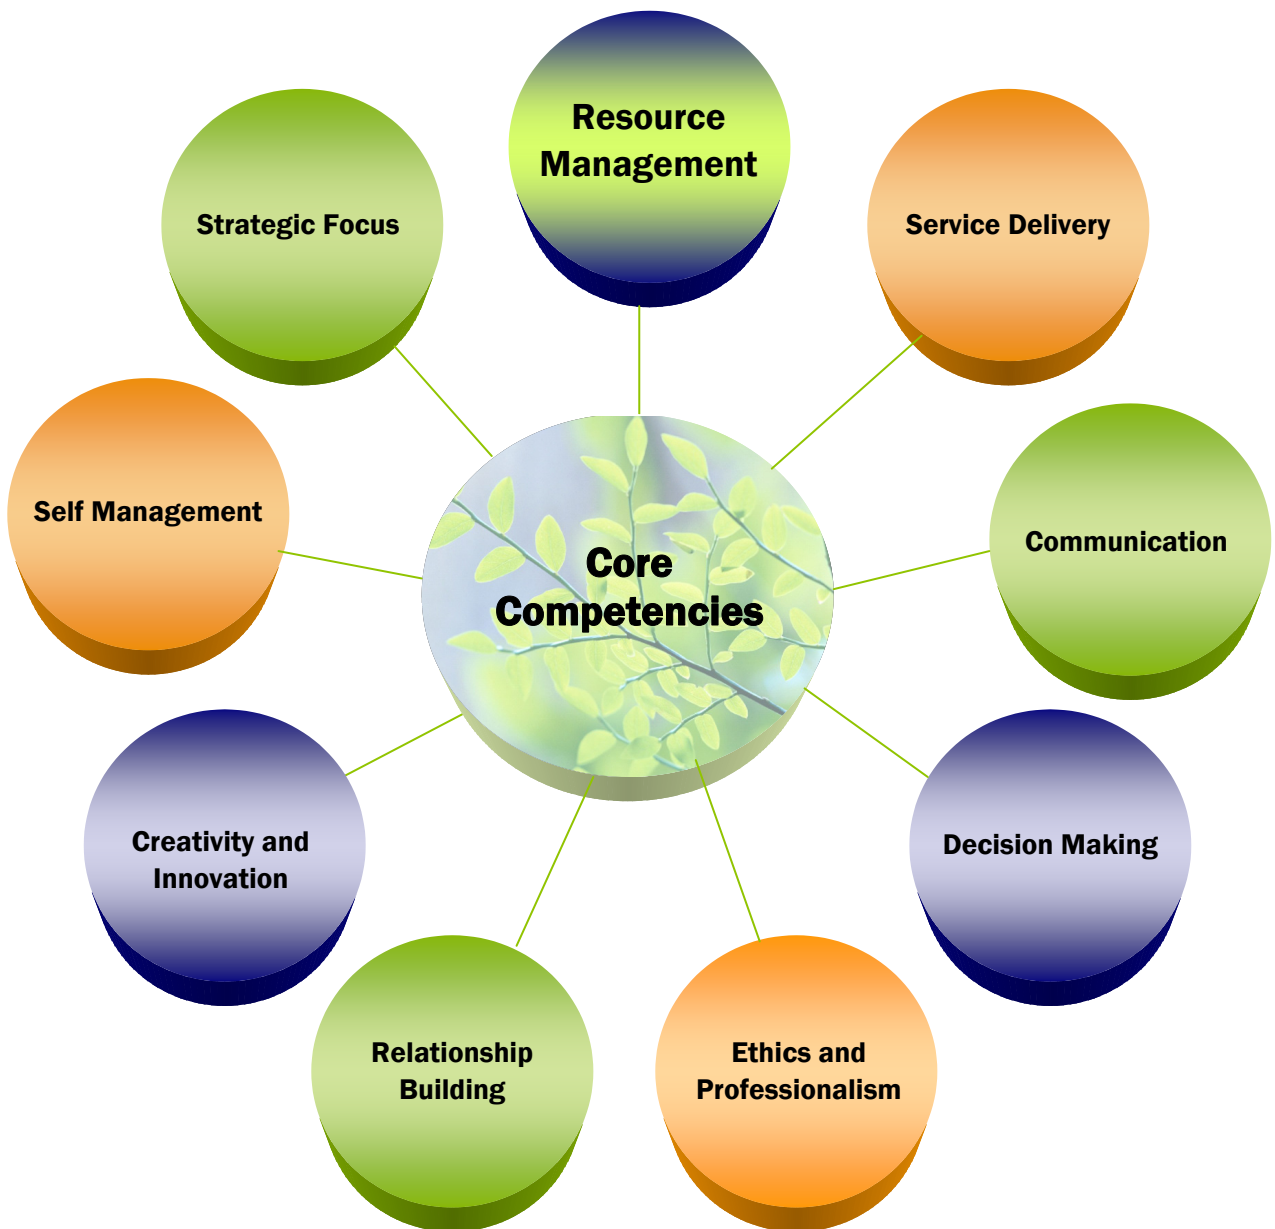 Resource
Management
Strategic Focus
Service Delivery
Self Management
Communication
Core
Competencies
Creativity and
Innovation
Decision Making
Relationship
Building
Ethics and
Professionalism